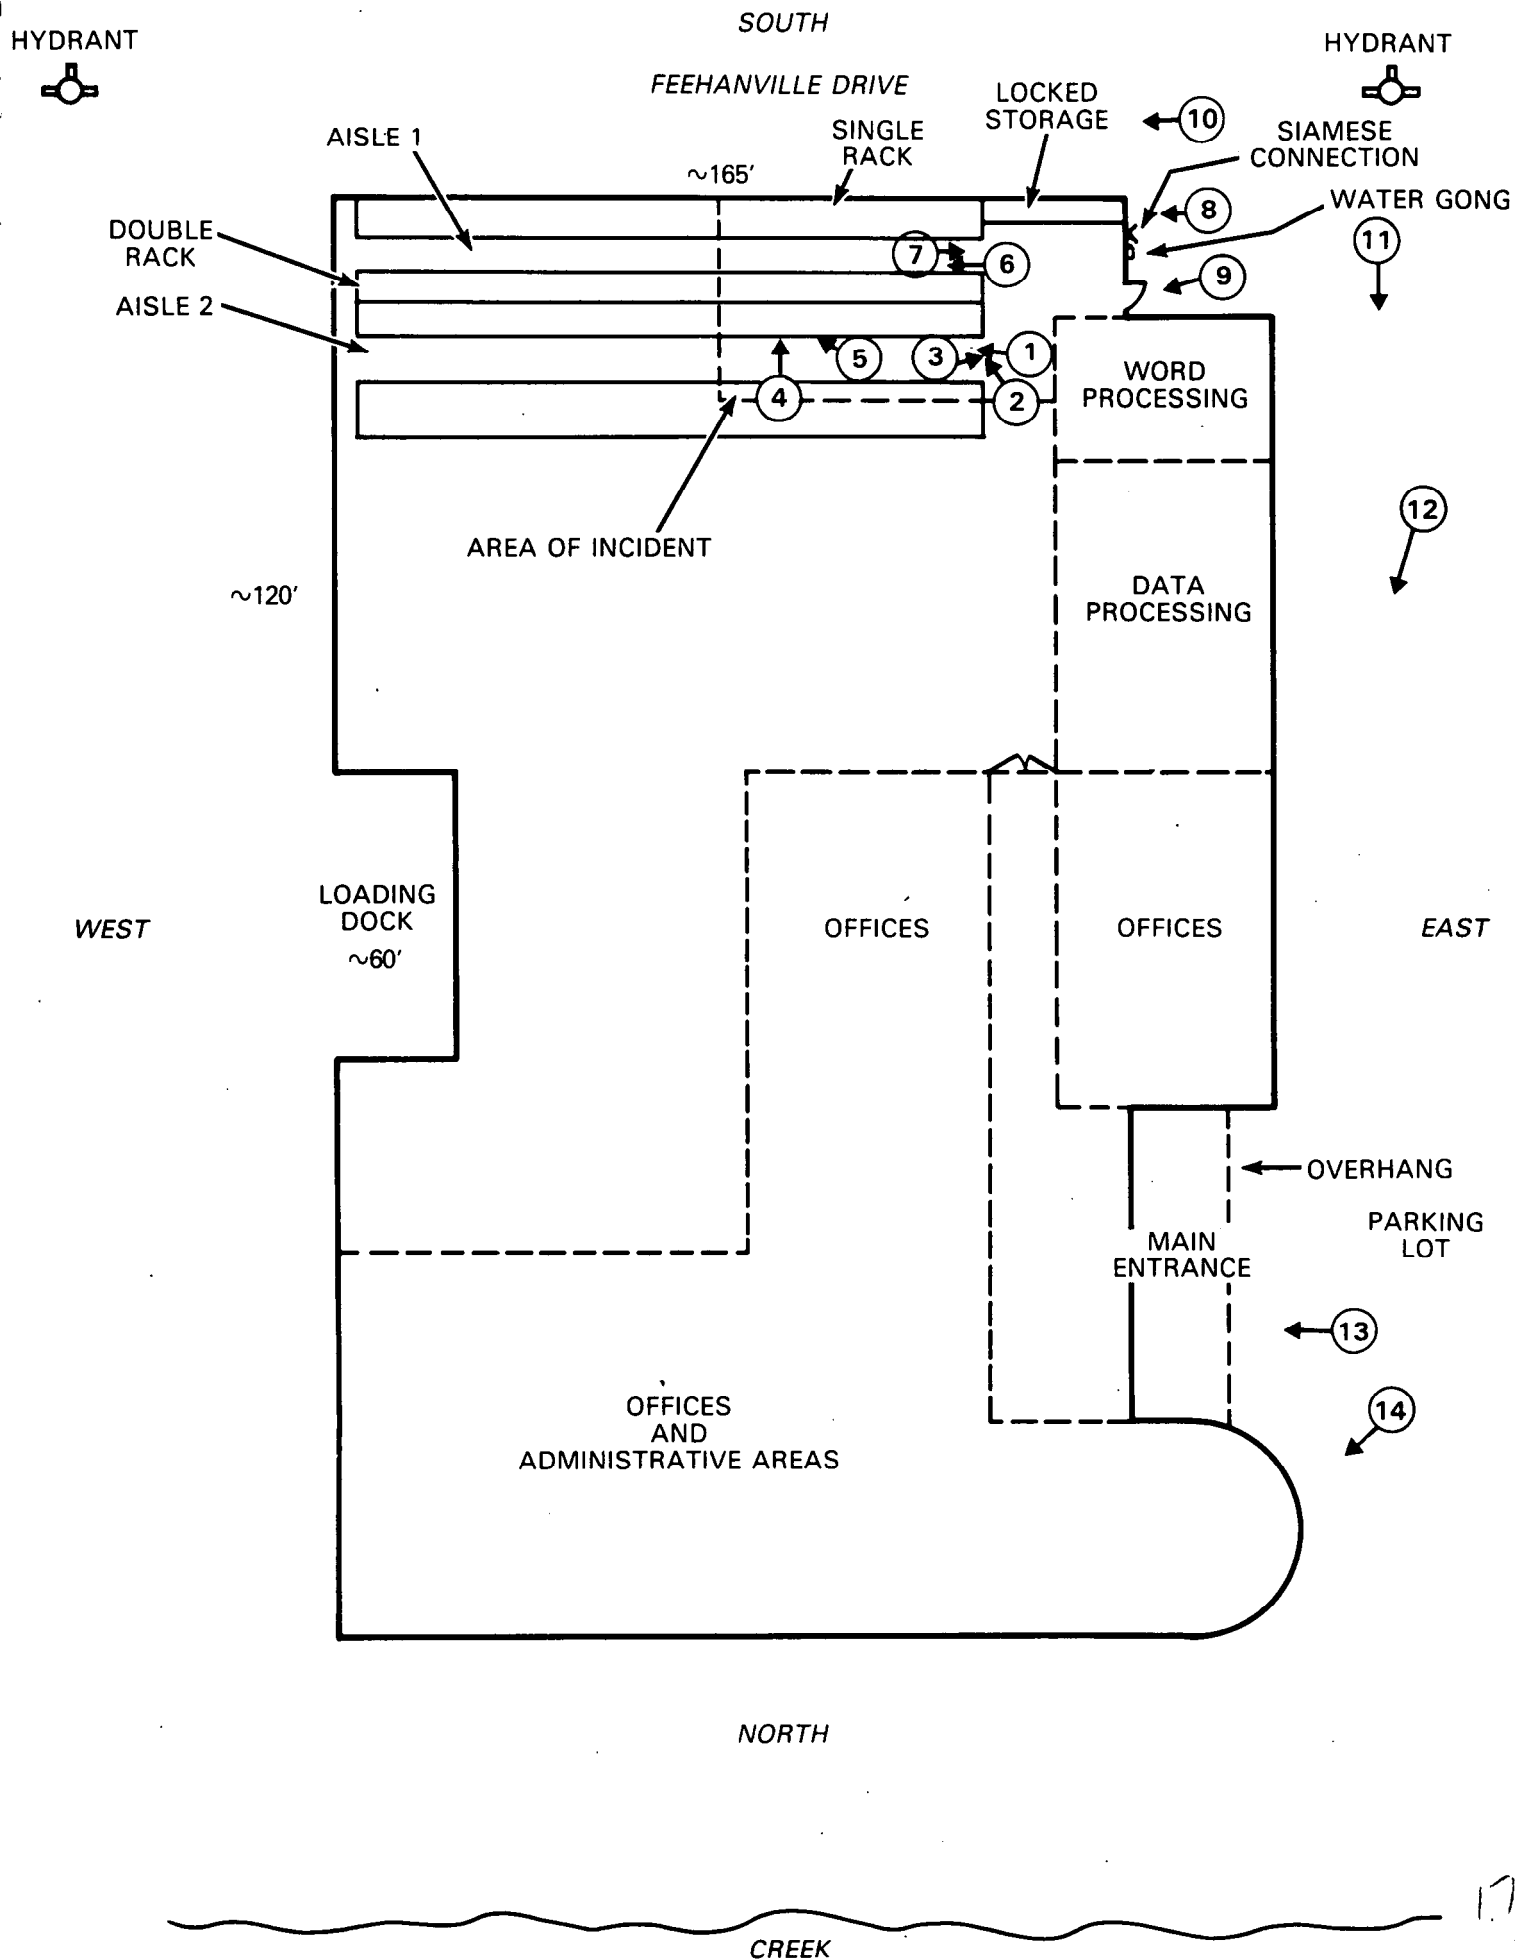 SOUTH
HYDRANT
HYDRANT
FEEHANVILLE DRIVE
LOCKED
STORAGE
10
AISLE 1
SINGLE
RACK
SIAMESE
CONNECTION
~165'
WATER GONG
8
DOUBLE
RACK
11
7
6
9
AISLE 2
5
3
1
4
2
WORD
PROCESSING
12
AREA OF INCIDENT
~120'
DATA
PROCESSING
LOADING
DOCK
~60'
WEST
OFFICES
OFFICES
EAST
OVERHANG
PARKING
LOT
MAIN
ENTRANCE
13
14
OFFICES
AND
ADMINISTRATIVE AREAS
NORTH
17
CREEK